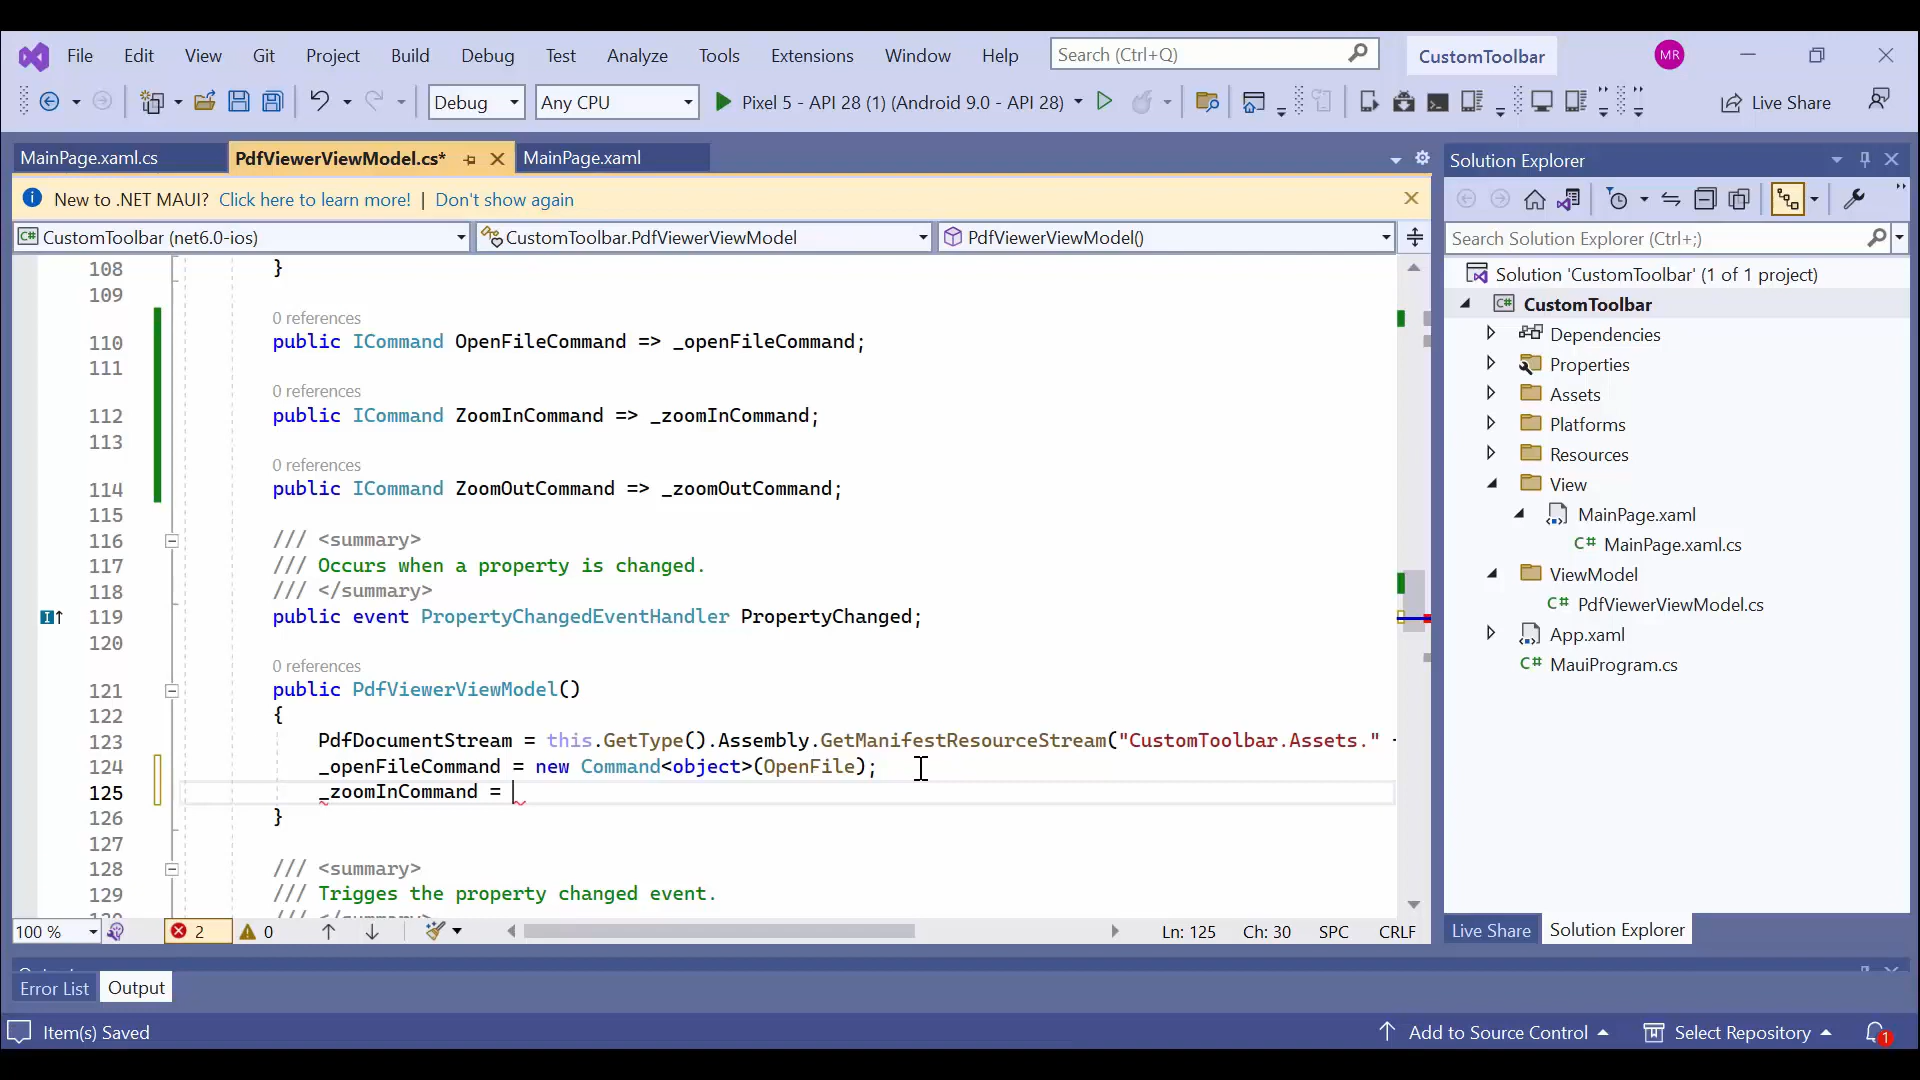 File Edit View Git Project Build Debug Test Analyze Tools Extensions Window Help Search (Ctrl+Q) CustomToolbar MR
Debug Any CPU Pixel 5 - API 28 (1) (Android 9.0 - API 28) Live Share
MainPage.xaml.cs PdfViewerViewModel.cs* MainPage.xaml
New to .NET MAUI? Click here to learn more! | Don't show again
C# CustomToolbar (net6.0-ios) CustomToolbar.PdfViewerViewModel PdfViewerViewModel()
108 }
109
0 references
110 public ICommand OpenFileCommand => _openFileCommand;
111
0 references
112 public ICommand ZoomInCommand => _zoomInCommand;
113
0 references
114 public ICommand ZoomOutCommand => _zoomOutCommand;
115
116 /// <summary>
117 /// Occurs when a property is changed.
118 /// </summary>
119 public event PropertyChangedEventHandler PropertyChanged;
120
0 references
121 public PdfViewerViewModel()
122 {
123 PdfDocumentStream = this.GetType().Assembly.GetManifestResourceStream("CustomToolbar.Assets."
124 _openFileCommand = new Command<object>(OpenFile);
125 _zoomInCommand =
126 }
127
128 /// <summary>
129 /// Trigges the property changed event.
100 % 2 0 Ln: 125 Ch: 30 SPC CRLF
Solution Explorer
Search Solution Explorer (Ctrl+;)
Solution 'CustomToolbar' (1 of 1 project)
C# CustomToolbar
Dependencies
Properties
Assets
Platforms
Resources
View
MainPage.xaml
C# MainPage.xaml.cs
ViewModel
C# PdfViewerViewModel.cs
App.xaml
C# MauiProgram.cs
Live Share Solution Explorer
Error List Output
Item(s) Saved Add to Source Control Select Repository 1